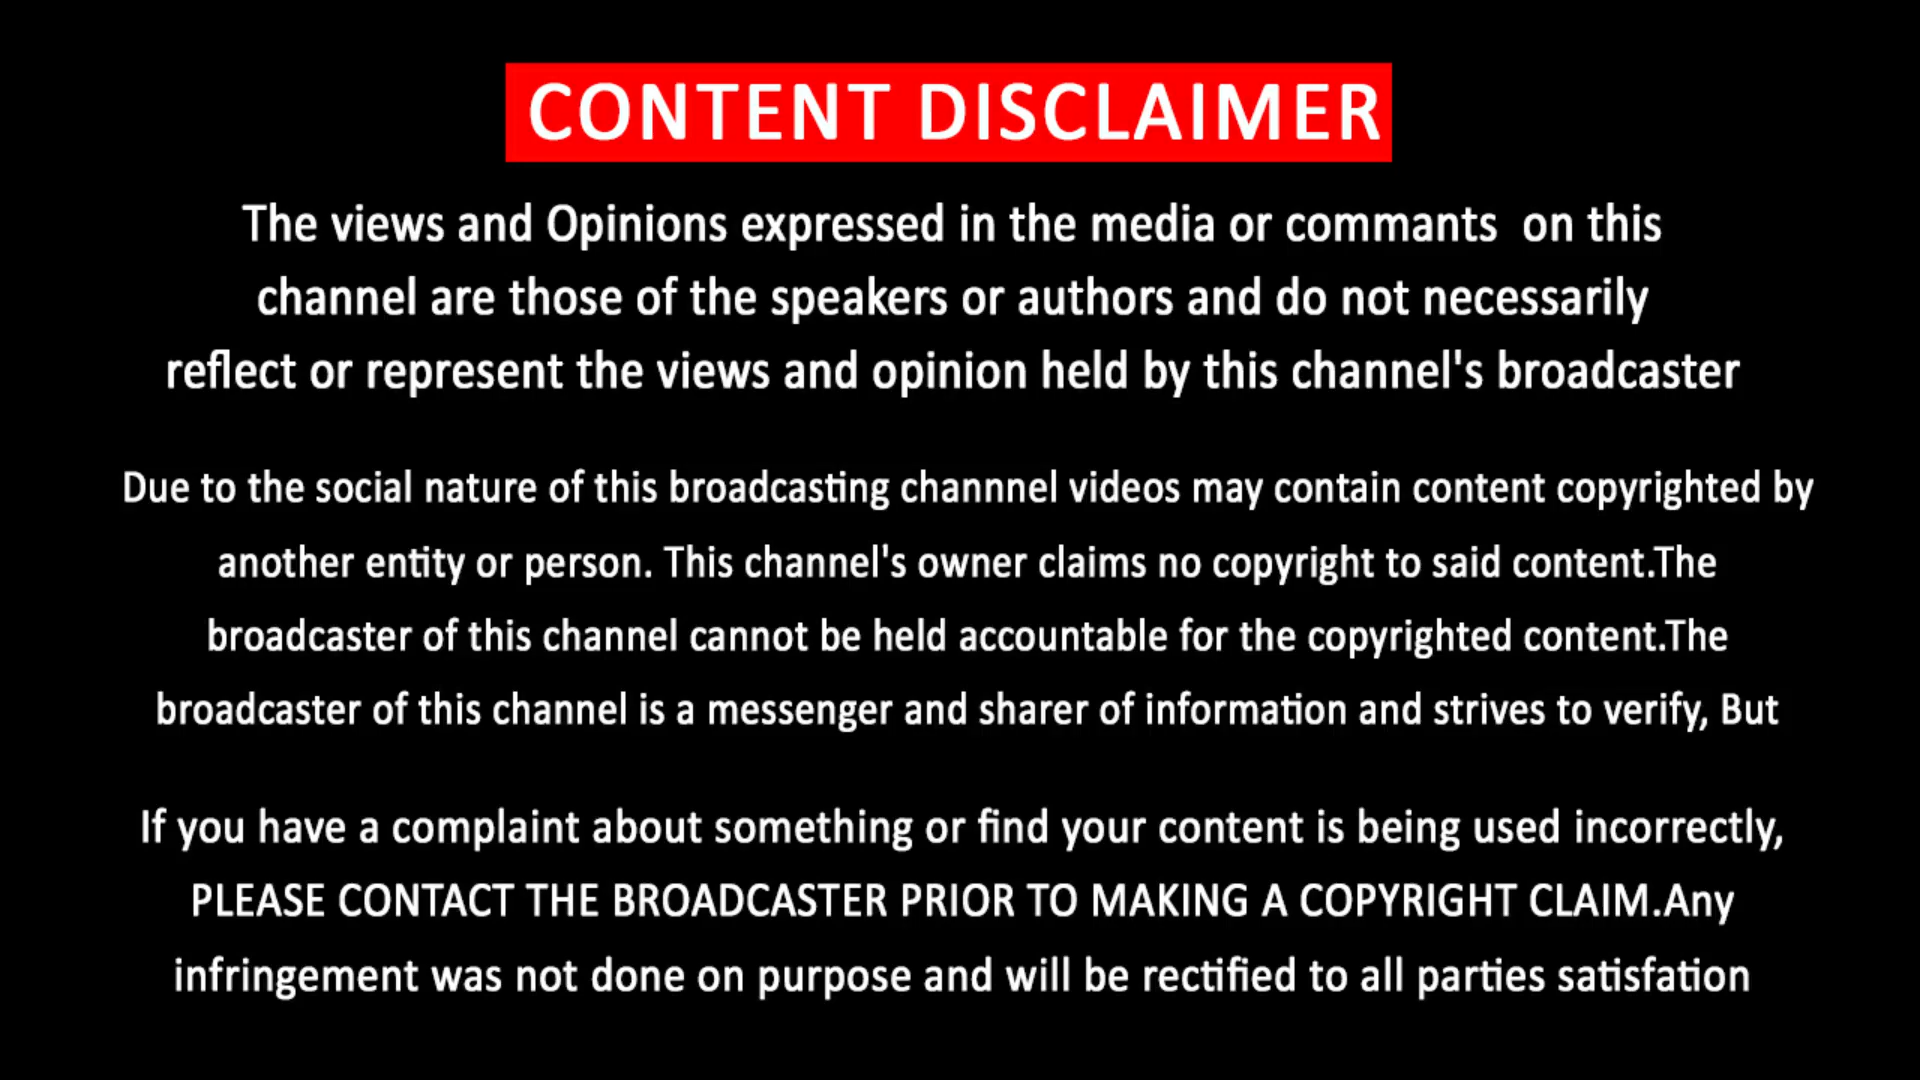 CONTENT DISCLAIMER
The views and Opinions expressed in the media or commants on this
channel are those of the speakers or authors and do not necessarily
reflect or represent the views and opinion held by this channel's broadcaster
Due to the social nature of this broadcasting channnel videos may contain content copyrighted by
another entity or person. This channel's owner claims no copyright to said content.The
broadcaster of this channel cannot be held accountable for the copyrighted content.The
broadcaster of this channel is a messenger and sharer of information and strives to verify, But
If you have a complaint about something or find your content is being used incorrectly,
PLEASE CONTACT THE BROADCASTER PRIOR TO MAKING A COPYRIGHT CLAIM.Any
infringement was not done on purpose and will be rectified to all parties satisfation